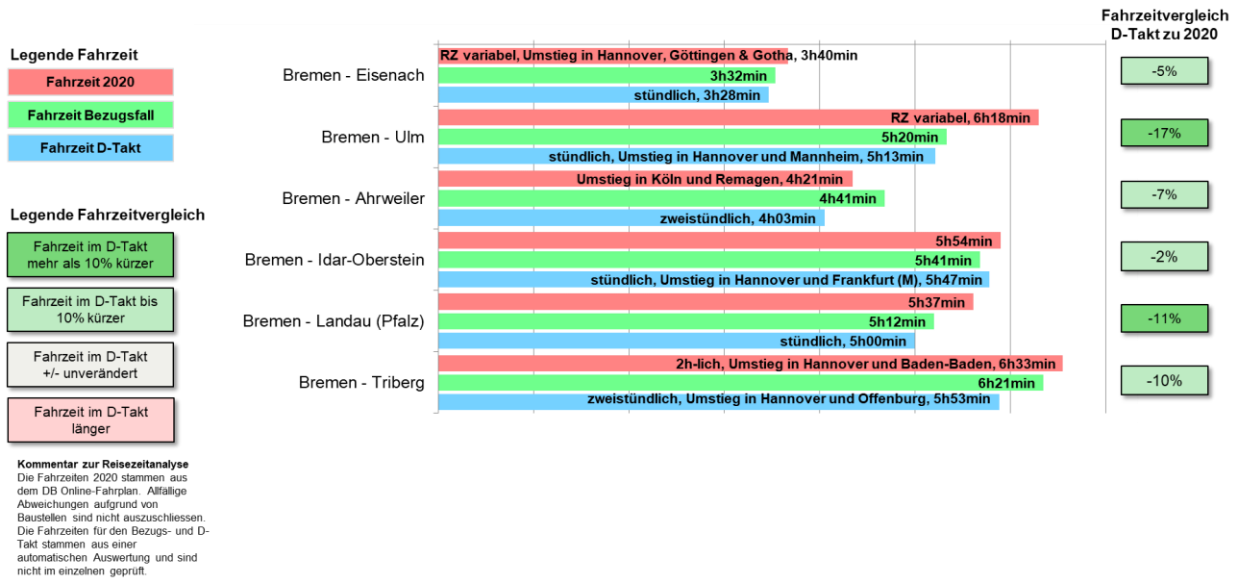 Fahrzeitvergleich
D-Takt zu 2020
Legende Fahrzeit
Fahrzeit 2020
Fahrzeit Bezugsfall
Fahrzeit D-Takt
Legende Fahrzeitvergleich
Fahrzeit im D-Takt
mehr als 10% kürzer
Fahrzeit im D-Takt bis
10% kürzer
Fahrzeit im D-Takt
+/- unverändert
Fahrzeit im D-Takt
länger
Kommentar zur Reisezeitanalyse
Die Fahrzeiten 2020 stammen aus
dem DB Online-Fahrplan. Allfällige
Abweichungen aufgrund von
Baustellen sind nicht auszuschliessen.
Die Fahrzeiten für den Bezugs- und D-
Takt stammen aus einer
automatischen Auswertung und sind
nicht im einzelnen geprüft.
Bremen - Eisenach
RZ variabel, Umstieg in Hannover, Göttingen & Gotha, 3h40min
3h32min
stündlich, 3h28min
-5%
Bremen - Ulm
RZ variabel, 6h18min
5h20min
stündlich, Umstieg in Hannover und Mannheim, 5h13min
-17%
Bremen - Ahrweiler
Umstieg in Köln und Remagen, 4h21min
4h41min
zweistündlich, 4h03min
-7%
Bremen - Idar-Oberstein
5h54min
5h41min
stündlich, Umstieg in Hannover und Frankfurt (M), 5h47min
-2%
Bremen - Landau (Pfalz)
5h37min
5h12min
stündlich, 5h00min
-11%
Bremen - Triberg
2h-lich, Umstieg in Hannover und Baden-Baden, 6h33min
6h21min
zweistündlich, Umstieg in Hannover und Offenburg, 5h53min
-10%